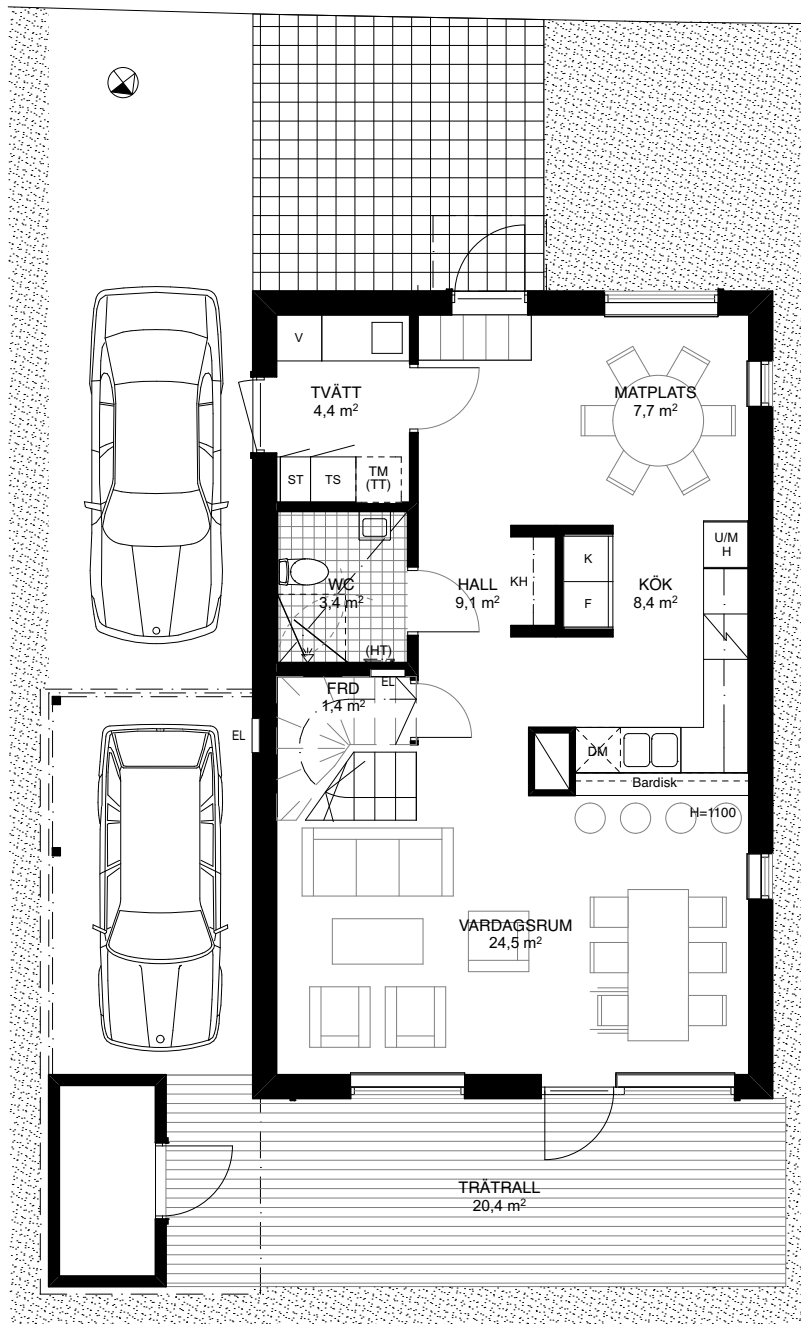 V
TVÄTT
4,4 m²
MATPLATS
7,7 m²
ST
TS
TM
(TT)
U/M
H
K
KH
F
WC
3,4 m²
HALL
9,1 m²
KÖK
8,4 m²
(HT)
EL
FRD
1,4 m²
EL
DM
Bardisk
H=1100
VARDAGSRUM
24,5 m²
TRÄTRALL
20,4 m²